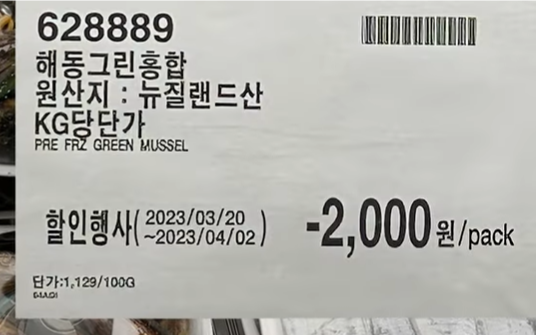 628889
해동그린홍합
원산지 : 뉴질랜드산
KG당단가
PRE FRZ GREEN MUSSEL
할인행사( 2023/03/20 ~2023/04/02 )
-2,000원/pack
단가:1,129/100G